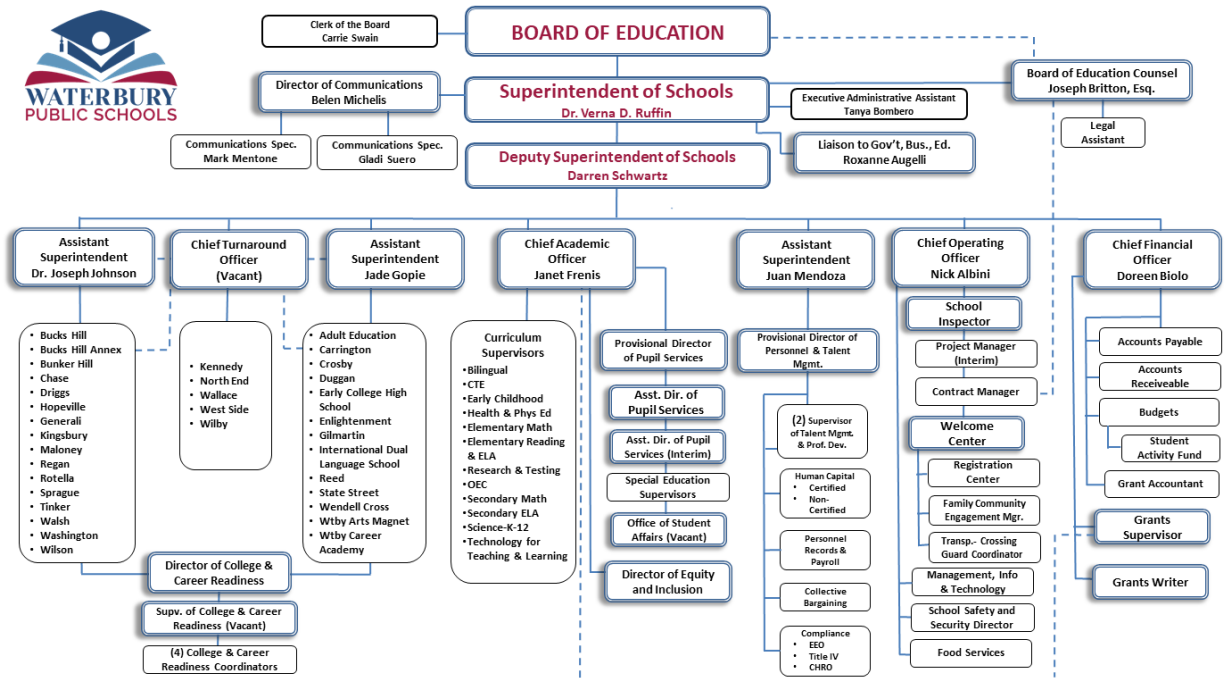 WATERBURY
PUBLIC SCHOOLS
Clerk of the Board
Carrie Swain
BOARD OF EDUCATION
Director of Communications
Belen Michelis
Superintendent of Schools
Dr. Verna D. Ruffin
Executive Administrative Assistant
Tanya Bombero
Board of Education Counsel
Joseph Britton, Esq.
Legal
Assistant
Communications Spec.
Mark Mentone
Communications Spec.
Gladi Suero
Liaison to Gov't, Bus., Ed.
Roxanne Augelli
Deputy Superintendent of Schools
Darren Schwartz
Assistant
Superintendent
Dr. Joseph Johnson
Chief Turnaround
Officer
(Vacant)
Assistant
Superintendent
Jade Gopie
Chief Academic
Officer
Janet Frenis
Assistant
Superintendent
Juan Mendoza
Chief Operating
Officer
Nick Albini
Chief Financial
Officer
Doreen Biolo
• Bucks Hill
• Bucks Hill Annex
• Bunker Hill
• Chase
• Driggs
• Hopeville
• Generali
• Kingsbury
• Maloney
• Regan
• Rotella
• Sprague
• Tinker
• Walsh
• Washington
• Wilson
• Kennedy
• North End
• Wallace
• West Side
• Wilby
• Adult Education
• Carrington
• Crosby
• Duggan
• Early College High
School
• Enlightenment
• Gilmartin
• International Dual
Language School
• Reed
• State Street
• Wendell Cross
• Wtby Arts Magnet
• Wtby Career
Academy
Director of College &
Career Readiness
Supv. of College & Career
Readiness (Vacant)
(4) College & Career
Readiness Coordinators
Curriculum
Supervisors
•Bilingual
•CTE
•Early Childhood
•Health & Phys Ed
•Elementary Math
•Elementary Reading
& ELA
•Research & Testing
•OEC
•Secondary Math
•Secondary ELA
•Science-K-12
•Technology for
Teaching & Learning
Provisional Director
of Pupil Services
Asst. Dir. of
Pupil Services
Asst. Dir. of Pupil
Services (Interim)
Special Education
Supervisors
Office of Student
Affairs (Vacant)
Director of Equity
and Inclusion
Provisional Director of
Personnel & Talent
Mgmt.
(2) Supervisor
of Talent Mgmt.
& Prof. Dev.
Human Capital
• Certified
• Non-
Certified
Personnel
Records &
Payroll
Collective
Bargaining
Compliance
• EEO
• Title IV
• CHRO
School
Inspector
Project Manager
(Interim)
Contract Manager
Welcome
Center
Registration
Center
Family Community
Engagement Mgr.
Transp.- Crossing
Guard Coordinator
Management, Info
& Technology
School Safety and
Security Director
Food Services
Accounts Payable
Accounts
Receiveable
Budgets
Student
Activity Fund
Grant Accountant
Grants
Supervisor
Grants Writer